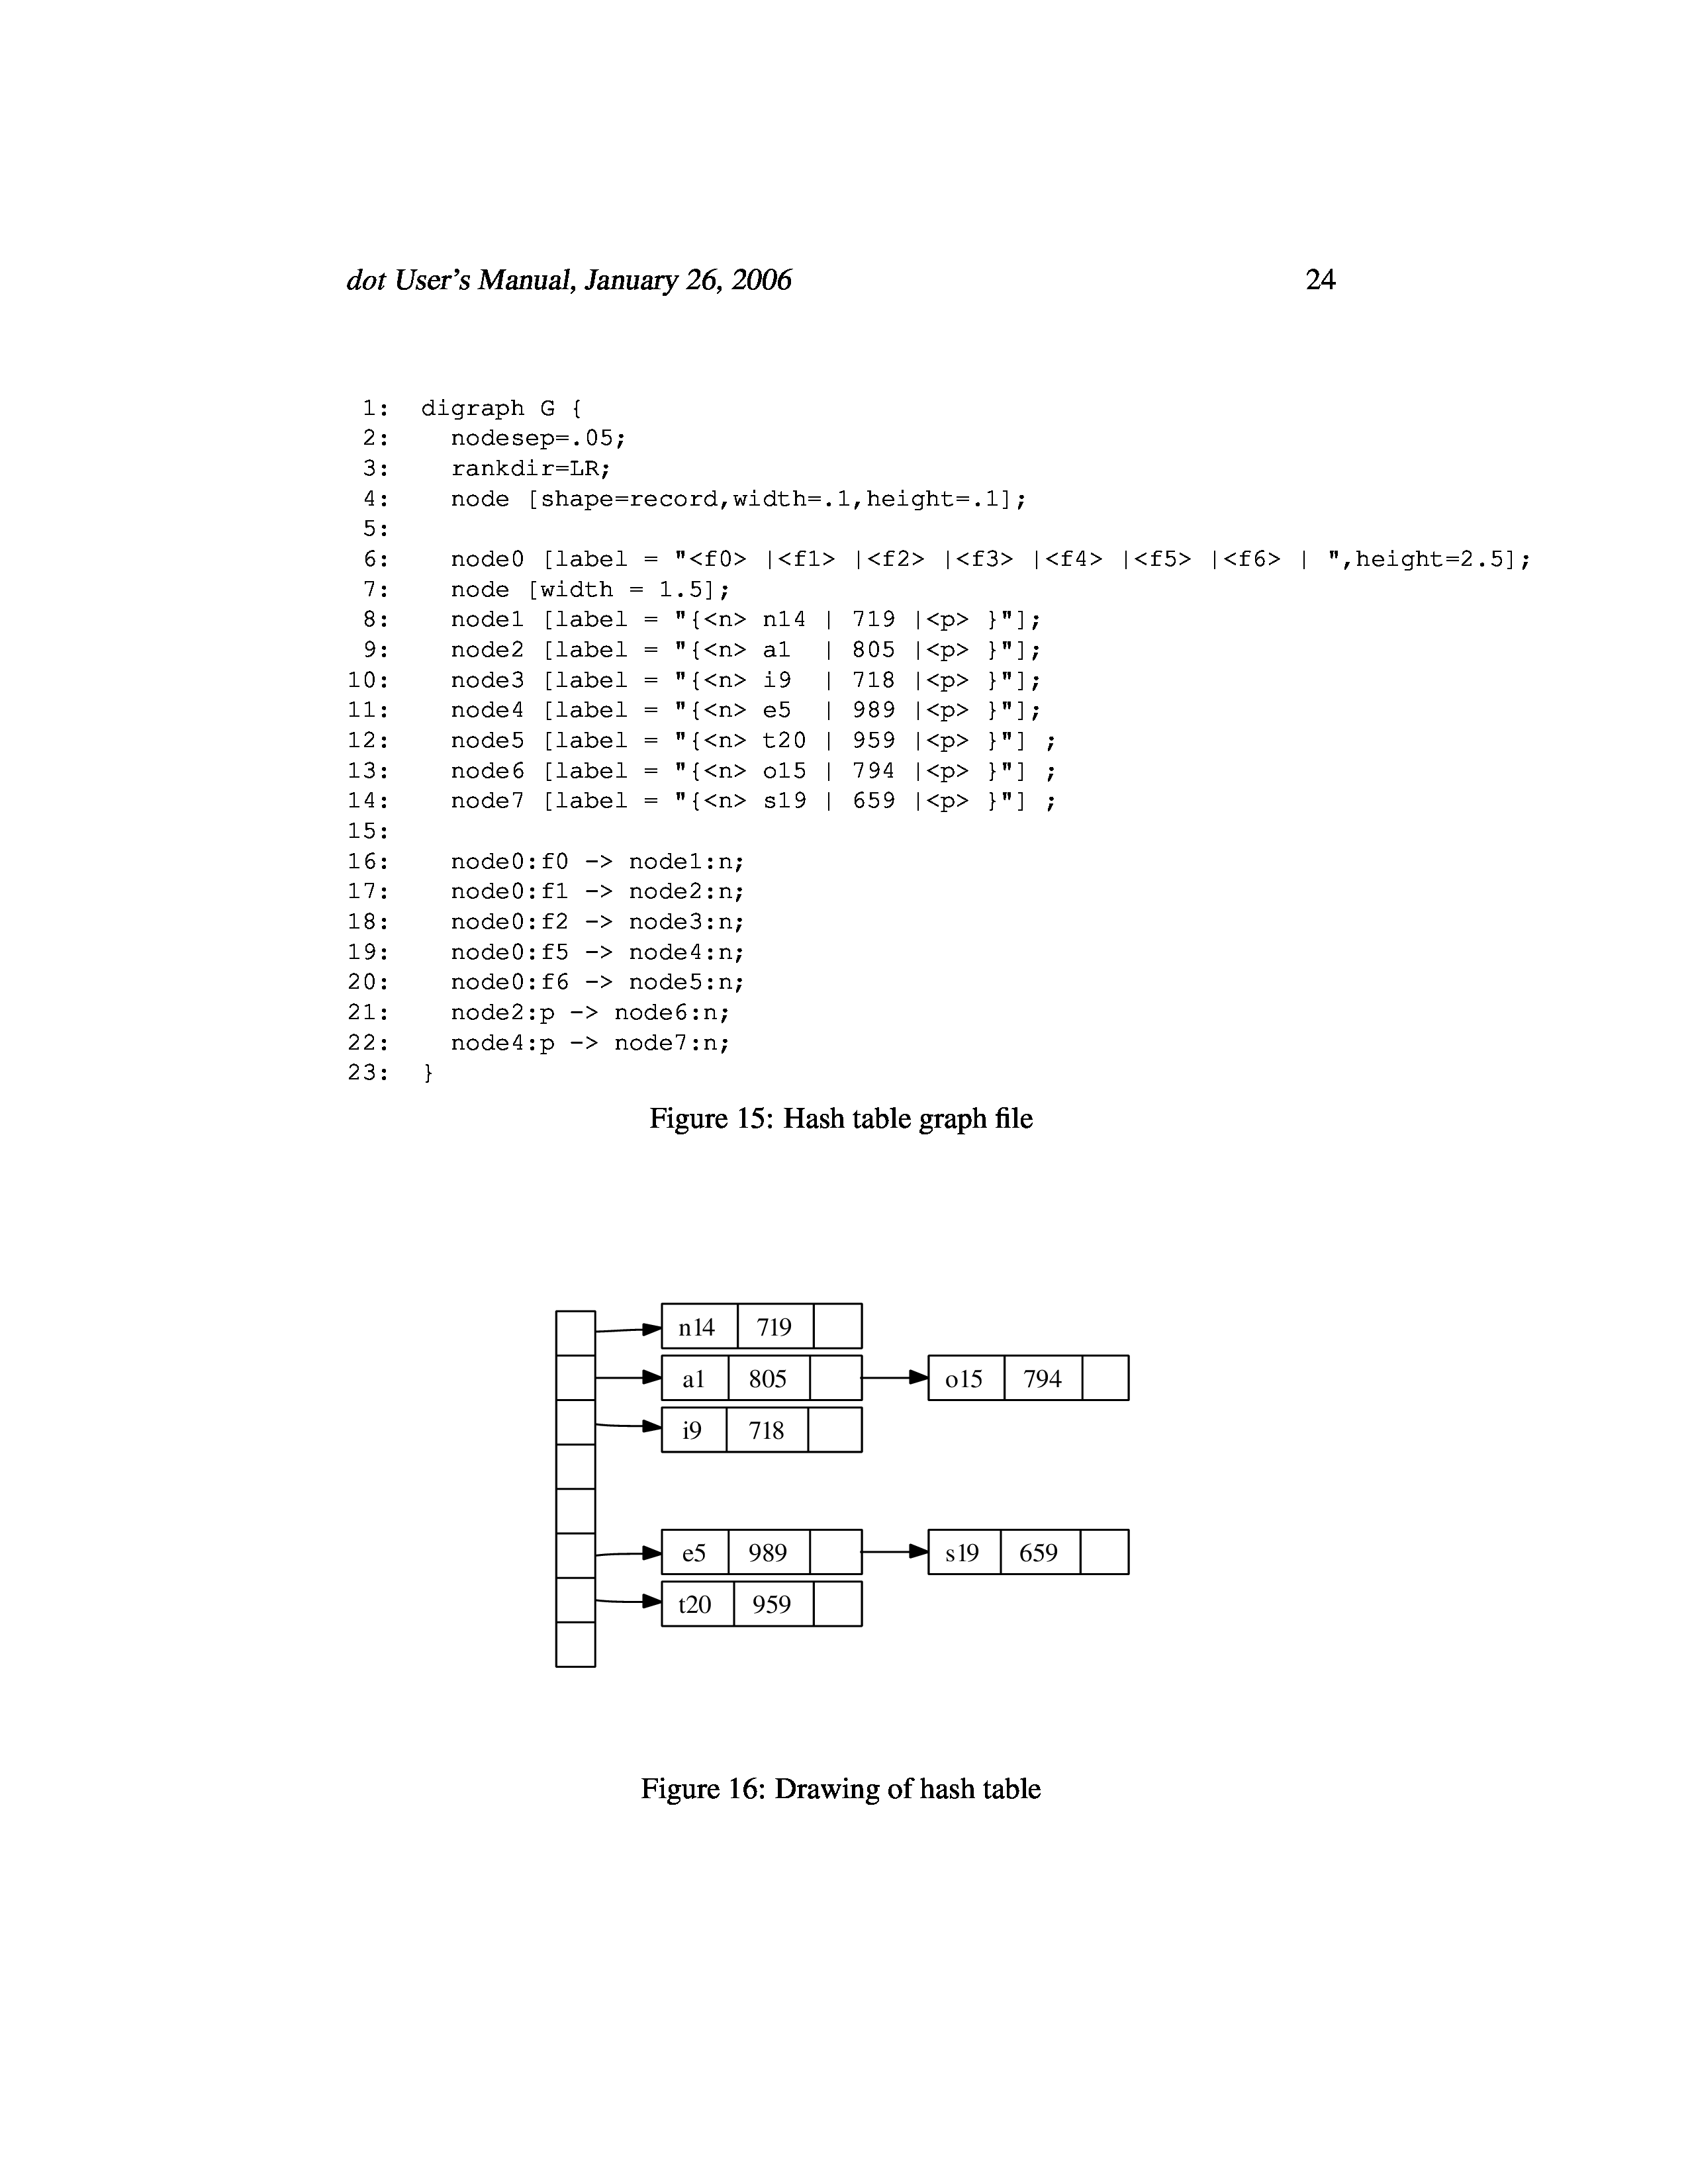 dot User's Manual, January 26, 2006 24
1: digraph G {
2: nodesep=.05;
3: rankdir=LR;
4: node [shape=record,width=.1,height=.1];
5:
6: node0 [label = "<f0> |<f1> |<f2> |<f3> |<f4> |<f5> |<f6> | ",height=2.5];
7: node [width = 1.5];
8: node1 [label = "{<n> n14 | 719 |<p> }"];
9: node2 [label = "{<n> a1  | 805 |<p> }"];
10: node3 [label = "{<n> i9  | 718 |<p> }"];
11: node4 [label = "{<n> e5  | 989 |<p> }"];
12: node5 [label = "{<n> t20 | 959 |<p> }"] ;
13: node6 [label = "{<n> o15 | 794 |<p> }"] ;
14: node7 [label = "{<n> s19 | 659 |<p> }"] ;
15:
16: node0:f0 -> node1:n;
17: node0:f1 -> node2:n;
18: node0:f2 -> node3:n;
19: node0:f5 -> node4:n;
20: node0:f6 -> node5:n;
21: node2:p -> node6:n;
22: node4:p -> node7:n;
23: }
Figure 15: Hash table graph file
n14 719
a1 805 o15 794
i9 718
e5 989 s19 659
t20 959
Figure 16: Drawing of hash table